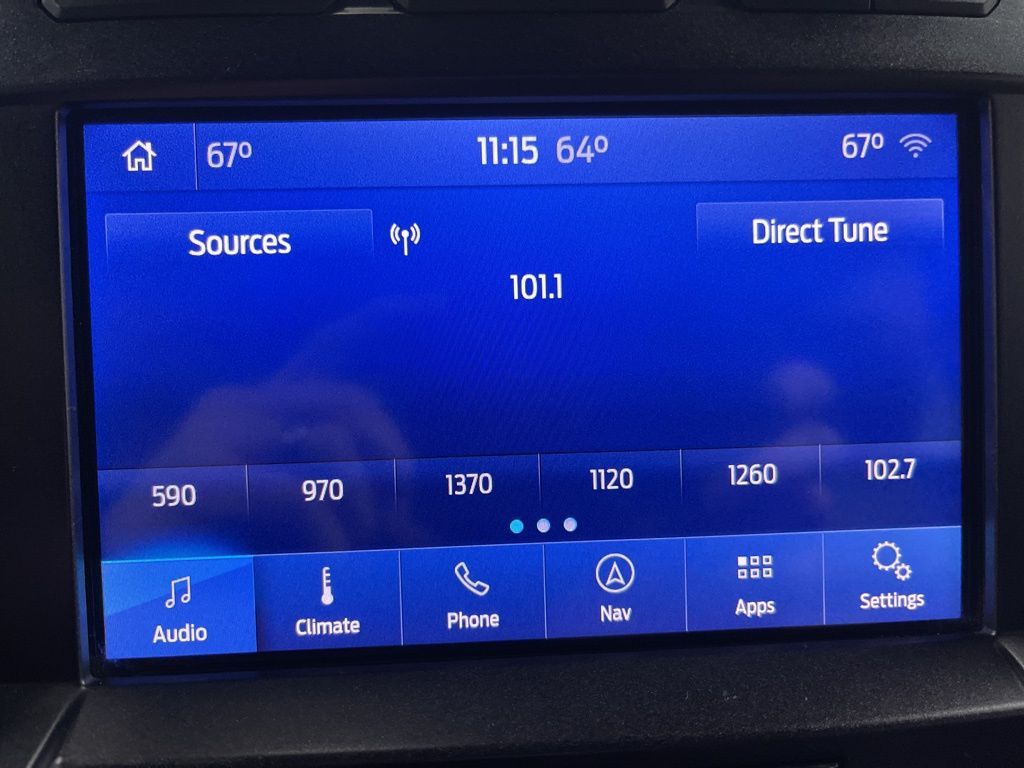 67° 11:15 64° 67°
Sources Direct Tune
101.1
590 970 1370 1120 1260 102.7
Audio Climate Phone Nav Apps Settings